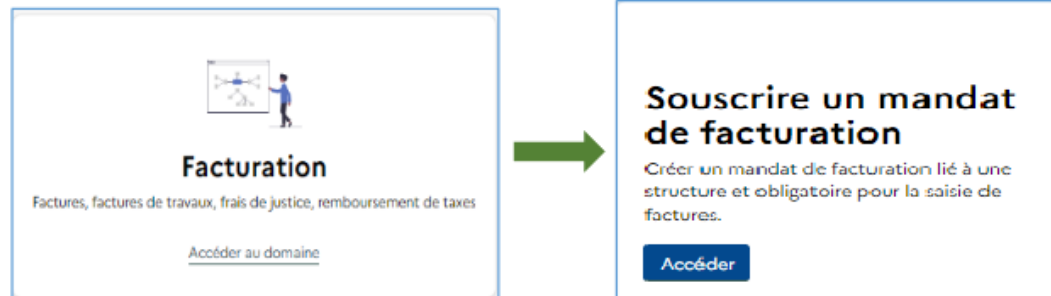 Facturation
Factures, factures de travaux, frais de justice, remboursement de taxes
Accéder au domaine
Souscrire un mandat
de facturation
Créer un mandat de facturation lié à une
structure et obligatoire pour la saisie de
factures.
Accéder